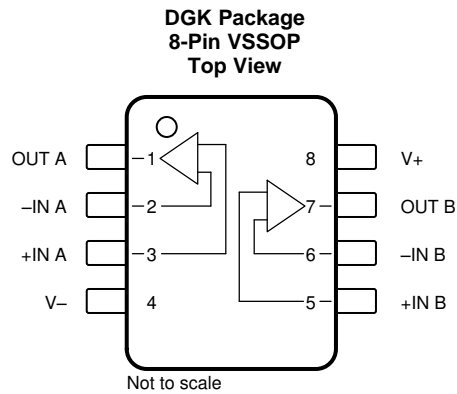 DGK Package
8-Pin VSSOP
Top View
OUT A 1 8 V+
–IN A 2 7 OUT B
+IN A 3 6 –IN B
V– 4 5 +IN B
Not to scale